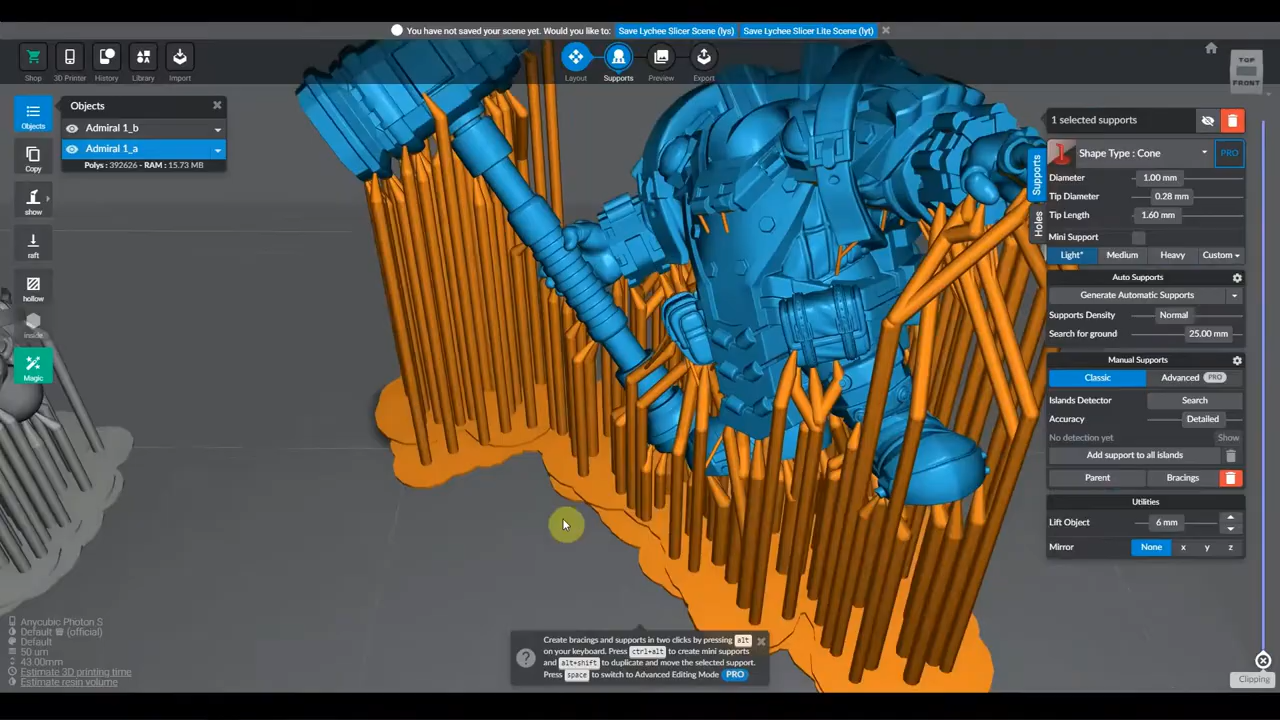 You have not saved your scene yet. Would you like to: Save Lychee Slicer Scene (lys) Save Lychee Slicer Lite Scene (lyt)
Shop 3D Printer History Library Import
Layout Supports Preview Export
TOP
FRONT
Objects
Objects
Admiral 1_b
Admiral 1_a
Polys : 392626 - RAM : 15.73 MB
Copy
show
raft
hollow
inside
Magic
1 selected supports
Supports
Holes
Shape Type : Cone PRO
Diameter 1.00 mm
Tip Diameter 0.28 mm
Tip Length 1.60 mm
Mini Support
Light* Medium Heavy Custom
Auto Supports
Generate Automatic Supports
Supports Density Normal
Search for ground 25.00 mm
Manual Supports
Classic Advanced PRO
Islands Detector Search
Accuracy Detailed
No detection yet Show
Add support to all islands
Parent Bracings
Utilities
Lift Object 6 mm
Mirror None x y z
Anycubic Photon S
Default (official)
Default
50 um
43.00mm
Estimate 3D printing time
Estimate resin volume
Create bracings and supports in two clicks by pressing alt
on your keyboard. Press ctrl+alt to create mini supports
and alt+shift to duplicate and move the selected support.
Press space to switch to Advanced Editing Mode PRO
Clipping